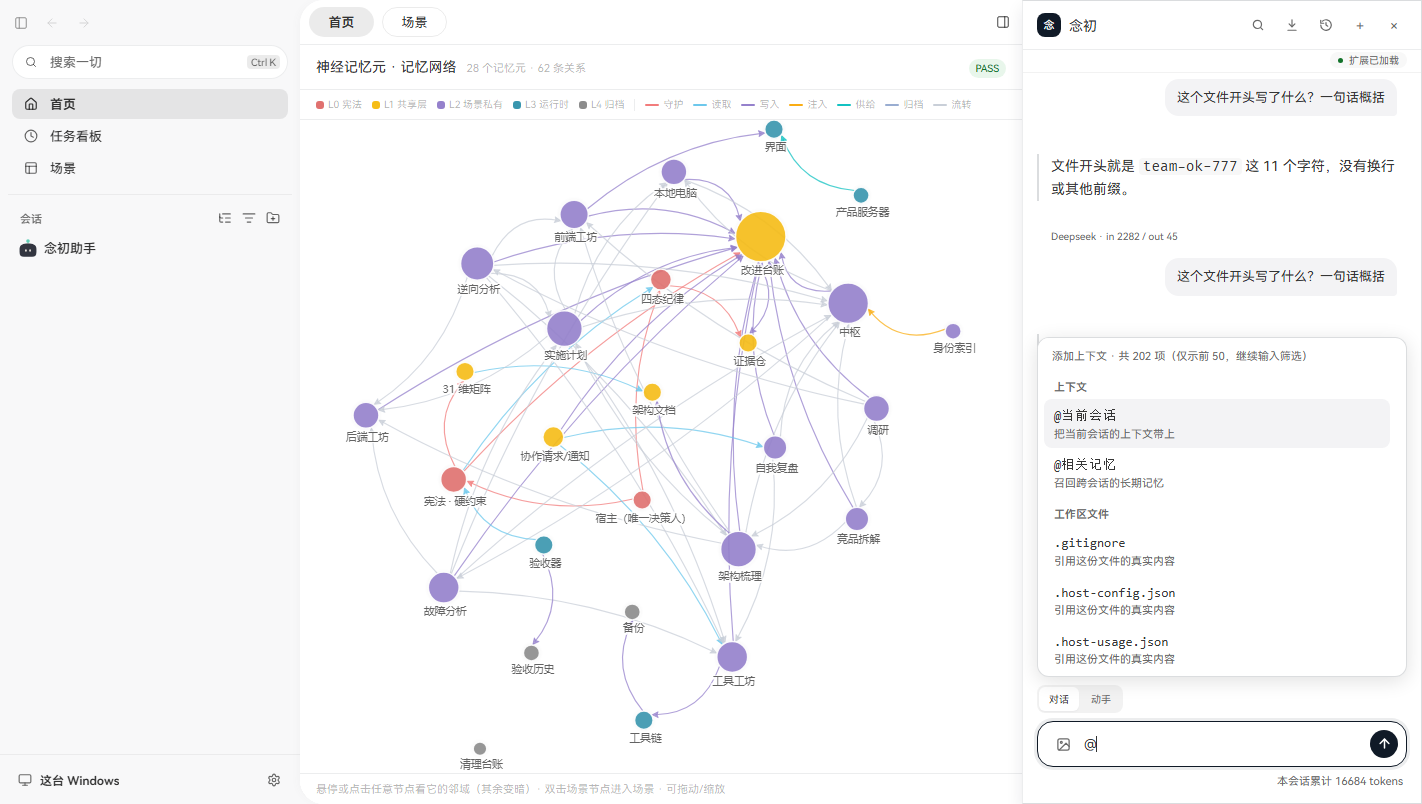 搜索一切
Ctrl K
首页
任务看板
场景
会话
念初助手
这台 Windows
首页
场景
神经记忆元 · 记忆网络
28 个记忆元 · 62 条关系
PASS
L0 宪法
L1 共享层
L2 场景私有
L3 运行时
L4 归档
守护
读取
写入
注入
供给
归档
流转
界面
本地电脑
产品服务器
前端工坊
改进台账
逆向分析
四态纪律
中枢
身份索引
实施计划
证据仓
31 维矩阵
架构文档
后端工坊
调研
协作请求/通知
自我复盘
宪法 · 硬约束
宿主（唯一决策人）
竞品拆解
验收器
架构梳理
故障分析
备份
验收历史
工具工坊
工具链
清理台账
悬停或点击任意节点看它的邻域（其余变暗） · 双击场景节点进入场景 · 可拖动/缩放
念
念初
扩展已加载
这个文件开头写了什么？一句话概括
文件开头就是 team-ok-777 这 11 个字符，没有换行
或其他前缀。
Deepseek · in 2282 / out 45
这个文件开头写了什么？一句话概括
添加上下文 · 共 202 项（仅示前 50，继续输入筛选）
上下文
@当前会话
把当前会话的上下文带上
@相关记忆
召回跨会话的长期记忆
工作区文件
.gitignore
引用这份文件的真实内容
.host-config.json
引用这份文件的真实内容
.host-usage.json
引用这份文件的真实内容
对话
动手
@
本会话累计 16684 tokens